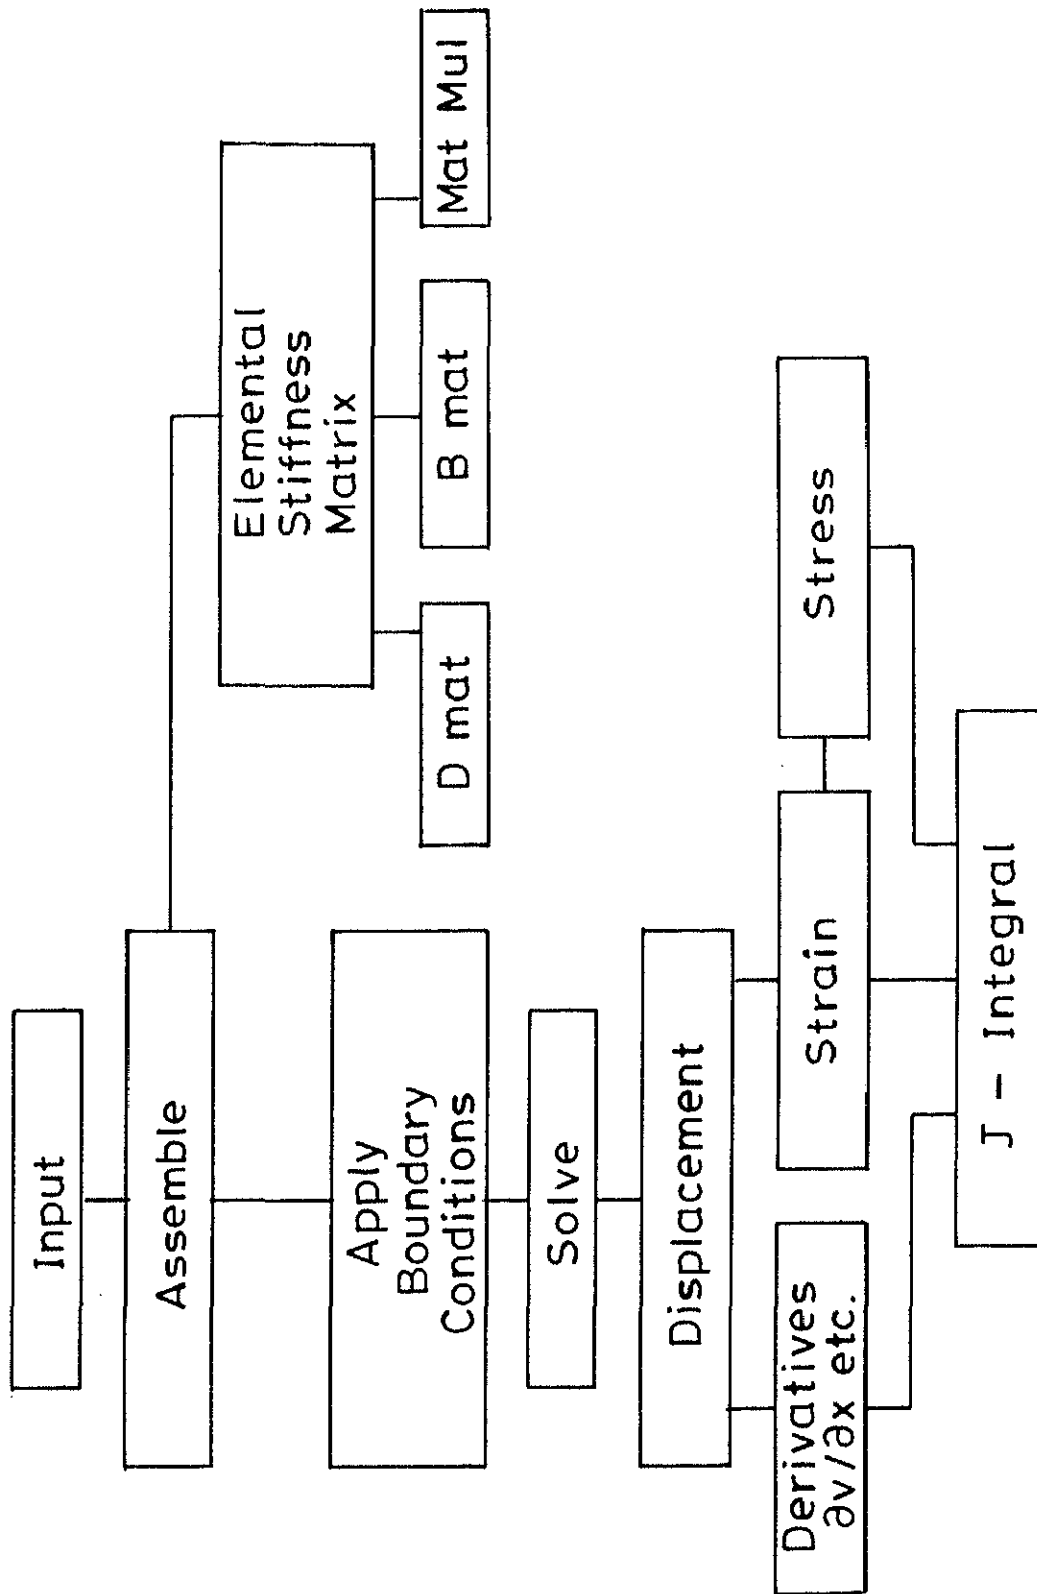 Input
Assemble
Elemental
Stiffness
Matrix
D mat
B mat
Mat Mul
Apply
Boundary
Conditions
Solve
Displacement
Derivatives
∂v/∂x etc.
Strain
Stress
J - Integral